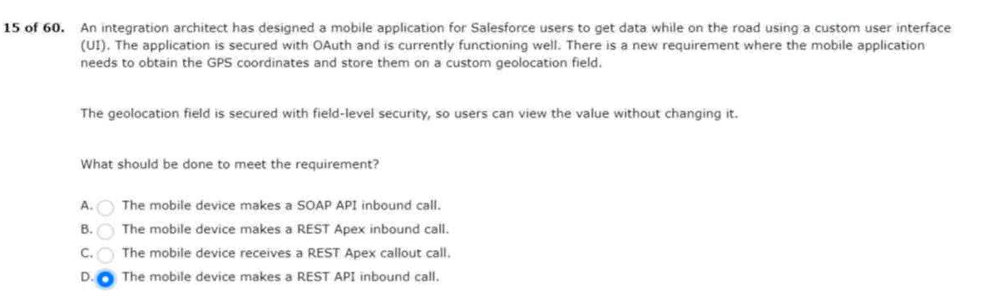 15 of 60. An integration architect has designed a mobile application for Salesforce users to get data while on the road using a custom user interface
(UI). The application is secured with OAuth and is currently functioning well. There is a new requirement where the mobile application
needs to obtain the GPS coordinates and store them on a custom geolocation field.
The geolocation field is secured with field-level security, so users can view the value without changing it.
What should be done to meet the requirement?
A. The mobile device makes a SOAP API inbound call.
B. The mobile device makes a REST Apex inbound call.
C. The mobile device receives a REST Apex callout call.
D. The mobile device makes a REST API inbound call.